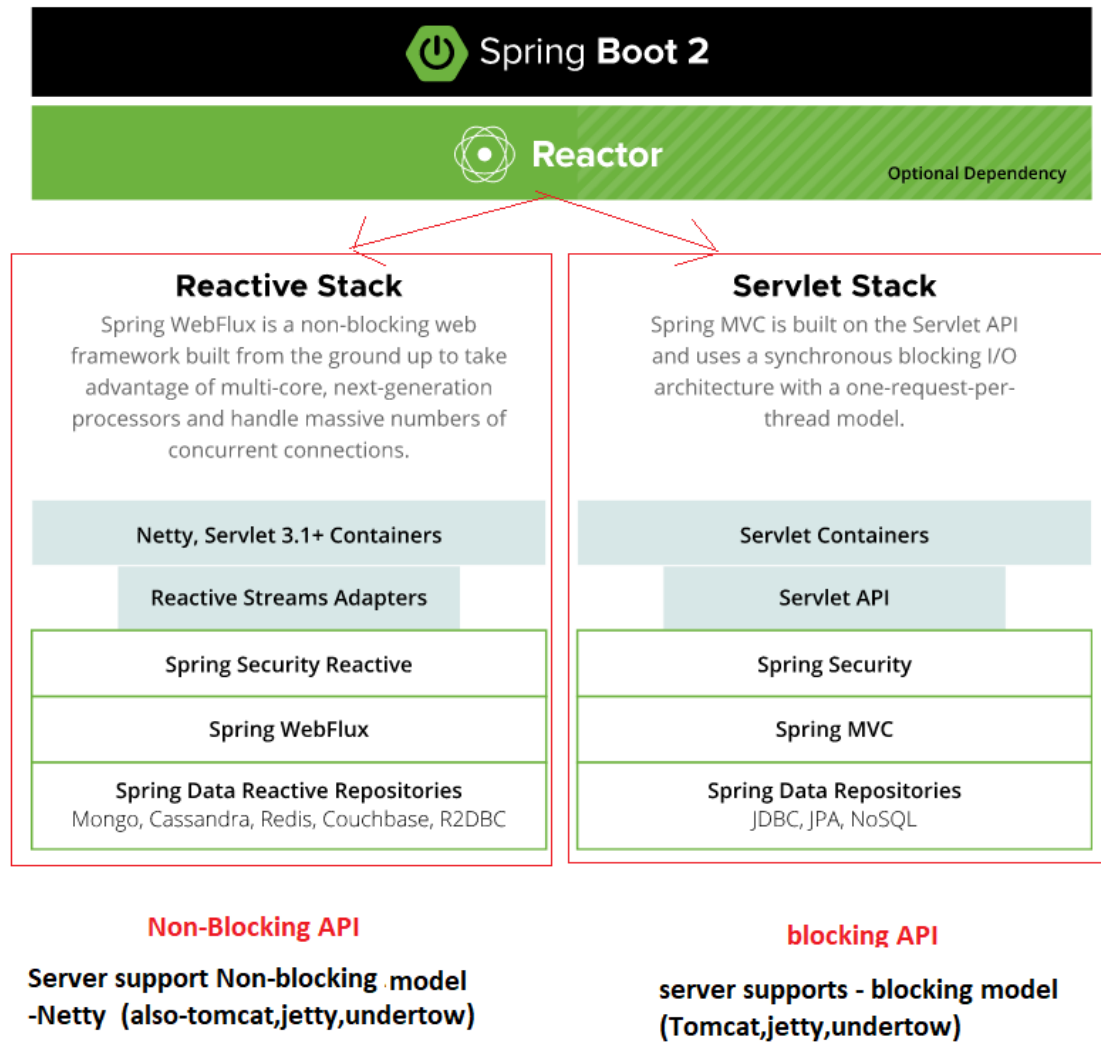 Spring Boot 2
Reactor
Optional Dependency
Reactive Stack
Spring WebFlux is a non-blocking web
framework built from the ground up to take
advantage of multi-core, next-generation
processors and handle massive numbers of
concurrent connections.
Netty, Servlet 3.1+ Containers
Reactive Streams Adapters
Spring Security Reactive
Spring WebFlux
Spring Data Reactive Repositories
Mongo, Cassandra, Redis, Couchbase, R2DBC
Non-Blocking API
Server support Non-blocking model
-Netty (also-tomcat,jetty,undertow)
Servlet Stack
Spring MVC is built on the Servlet API
and uses a synchronous blocking I/O
architecture with a one-request-per-
thread model.
Servlet Containers
Servlet API
Spring Security
Spring MVC
Spring Data Repositories
JDBC, JPA, NoSQL
blocking API
server supports - blocking model
(Tomcat,jetty,undertow)